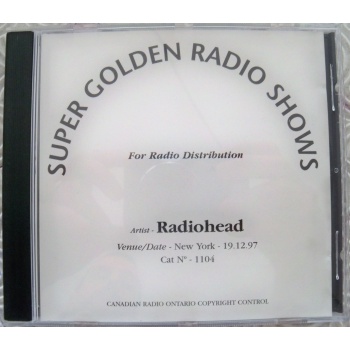 SUPER GOLDEN RADIO SHOWS
For Radio Distribution
Artist - Radiohead
Venue/Date - New York - 19.12.97
Cat Nº - 1104
CANADIAN RADIO ONTARIO COPYRIGHT CONTROL